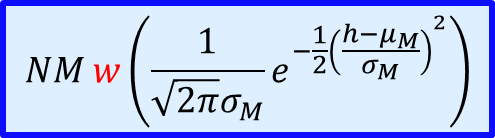 NM w ( 1 / √2π σ_M e^{-1/2((h−μ_M)/σ_M)^2} )